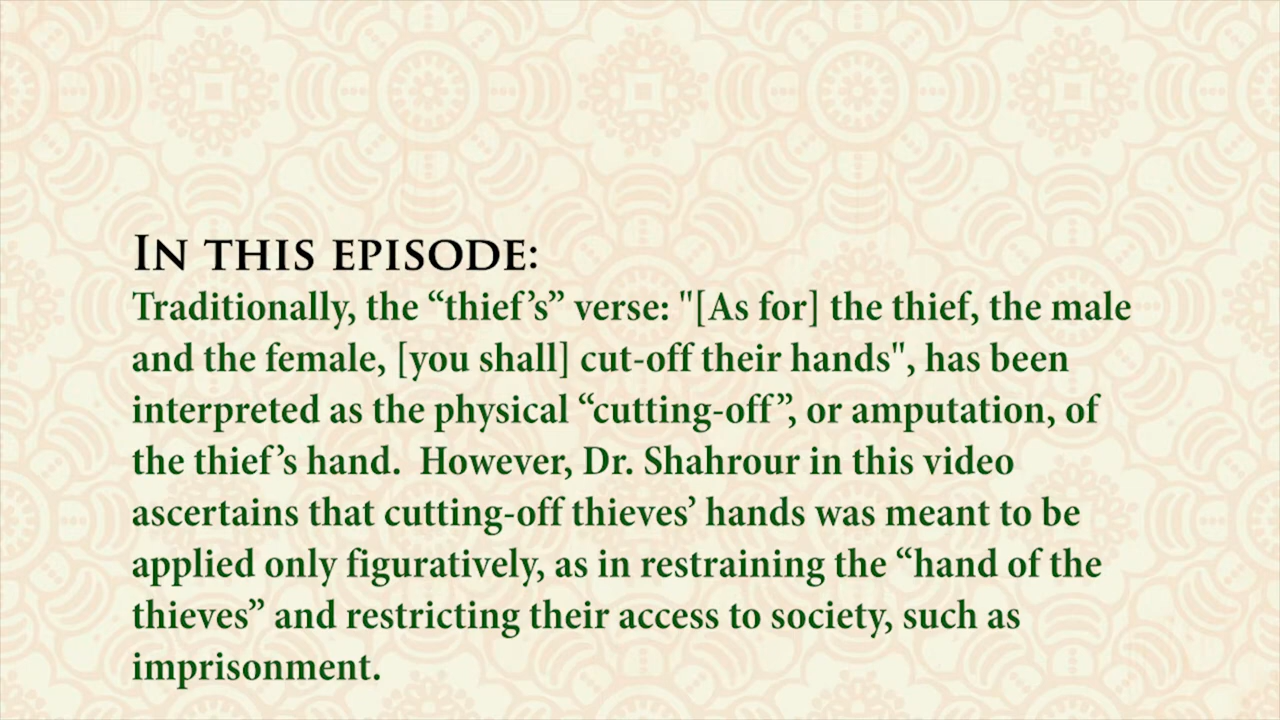 In this episode:
Traditionally, the “thief’s” verse: "[As for] the thief, the male
and the female, [you shall] cut-off their hands", has been
interpreted as the physical “cutting-off”, or amputation, of
the thief’s hand.  However, Dr. Shahrour in this video
ascertains that cutting-off thieves’ hands was meant to be
applied only figuratively, as in restraining the “hand of the
thieves” and restricting their access to society, such as
imprisonment.